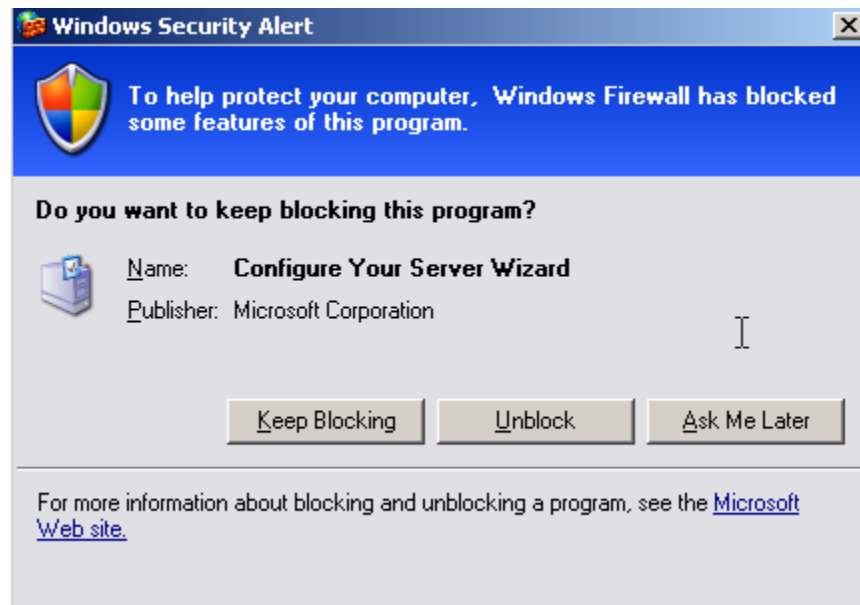 Windows Security Alert
To help protect your computer, Windows Firewall has blocked
some features of this program.
Do you want to keep blocking this program?
Name: Configure Your Server Wizard
Publisher: Microsoft Corporation
Keep Blocking Unblock Ask Me Later
For more information about blocking and unblocking a program, see the Microsoft
Web site.